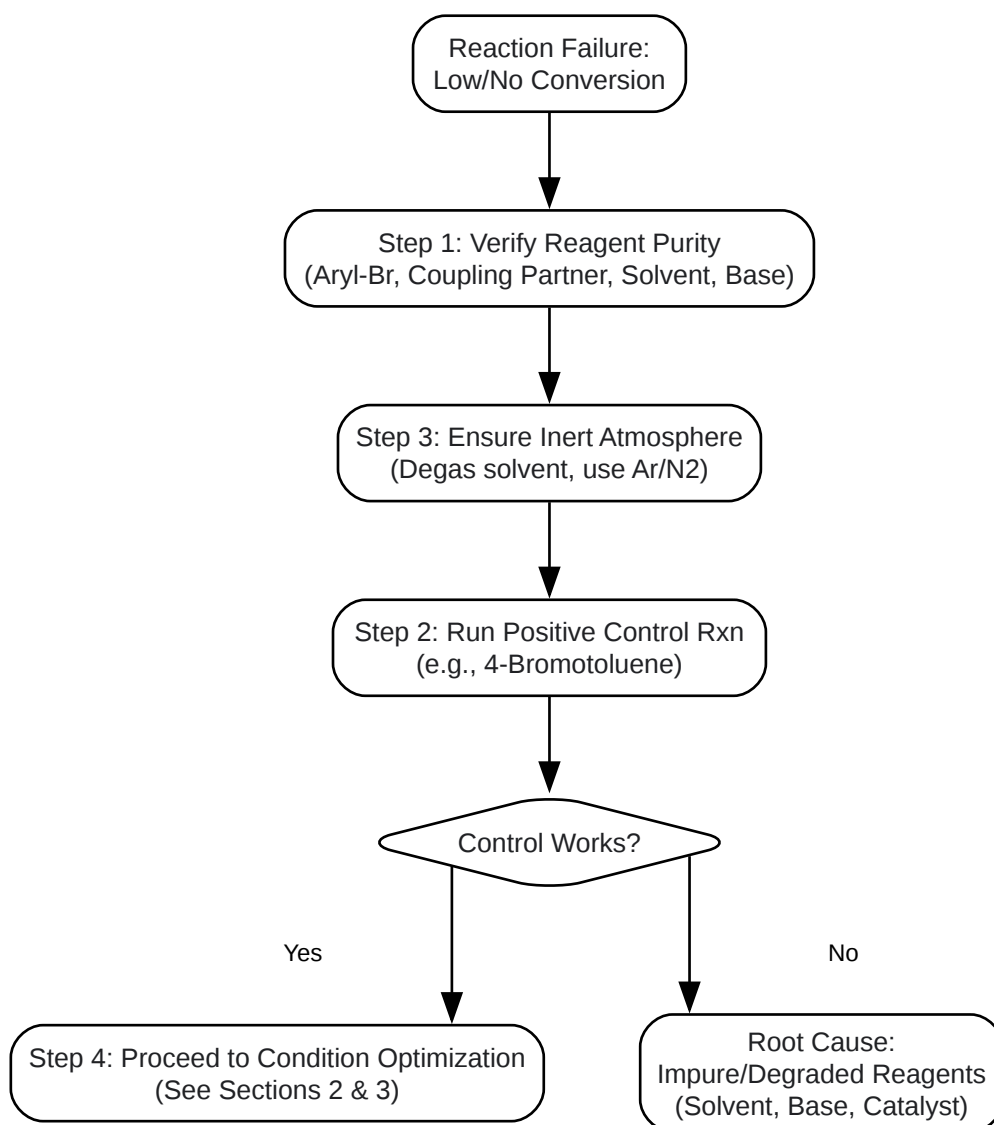 Reaction Failure:
Low/No Conversion
Step 1: Verify Reagent Purity
(Aryl-Br, Coupling Partner, Solvent, Base)
Step 3: Ensure Inert Atmosphere
(Degas solvent, use Ar/N2)
Step 2: Run Positive Control Rxn
(e.g., 4-Bromotoluene)
Control Works?
Yes
No
Step 4: Proceed to Condition Optimization
(See Sections 2 & 3)
Root Cause:
Impure/Degraded Reagents
(Solvent, Base, Catalyst)